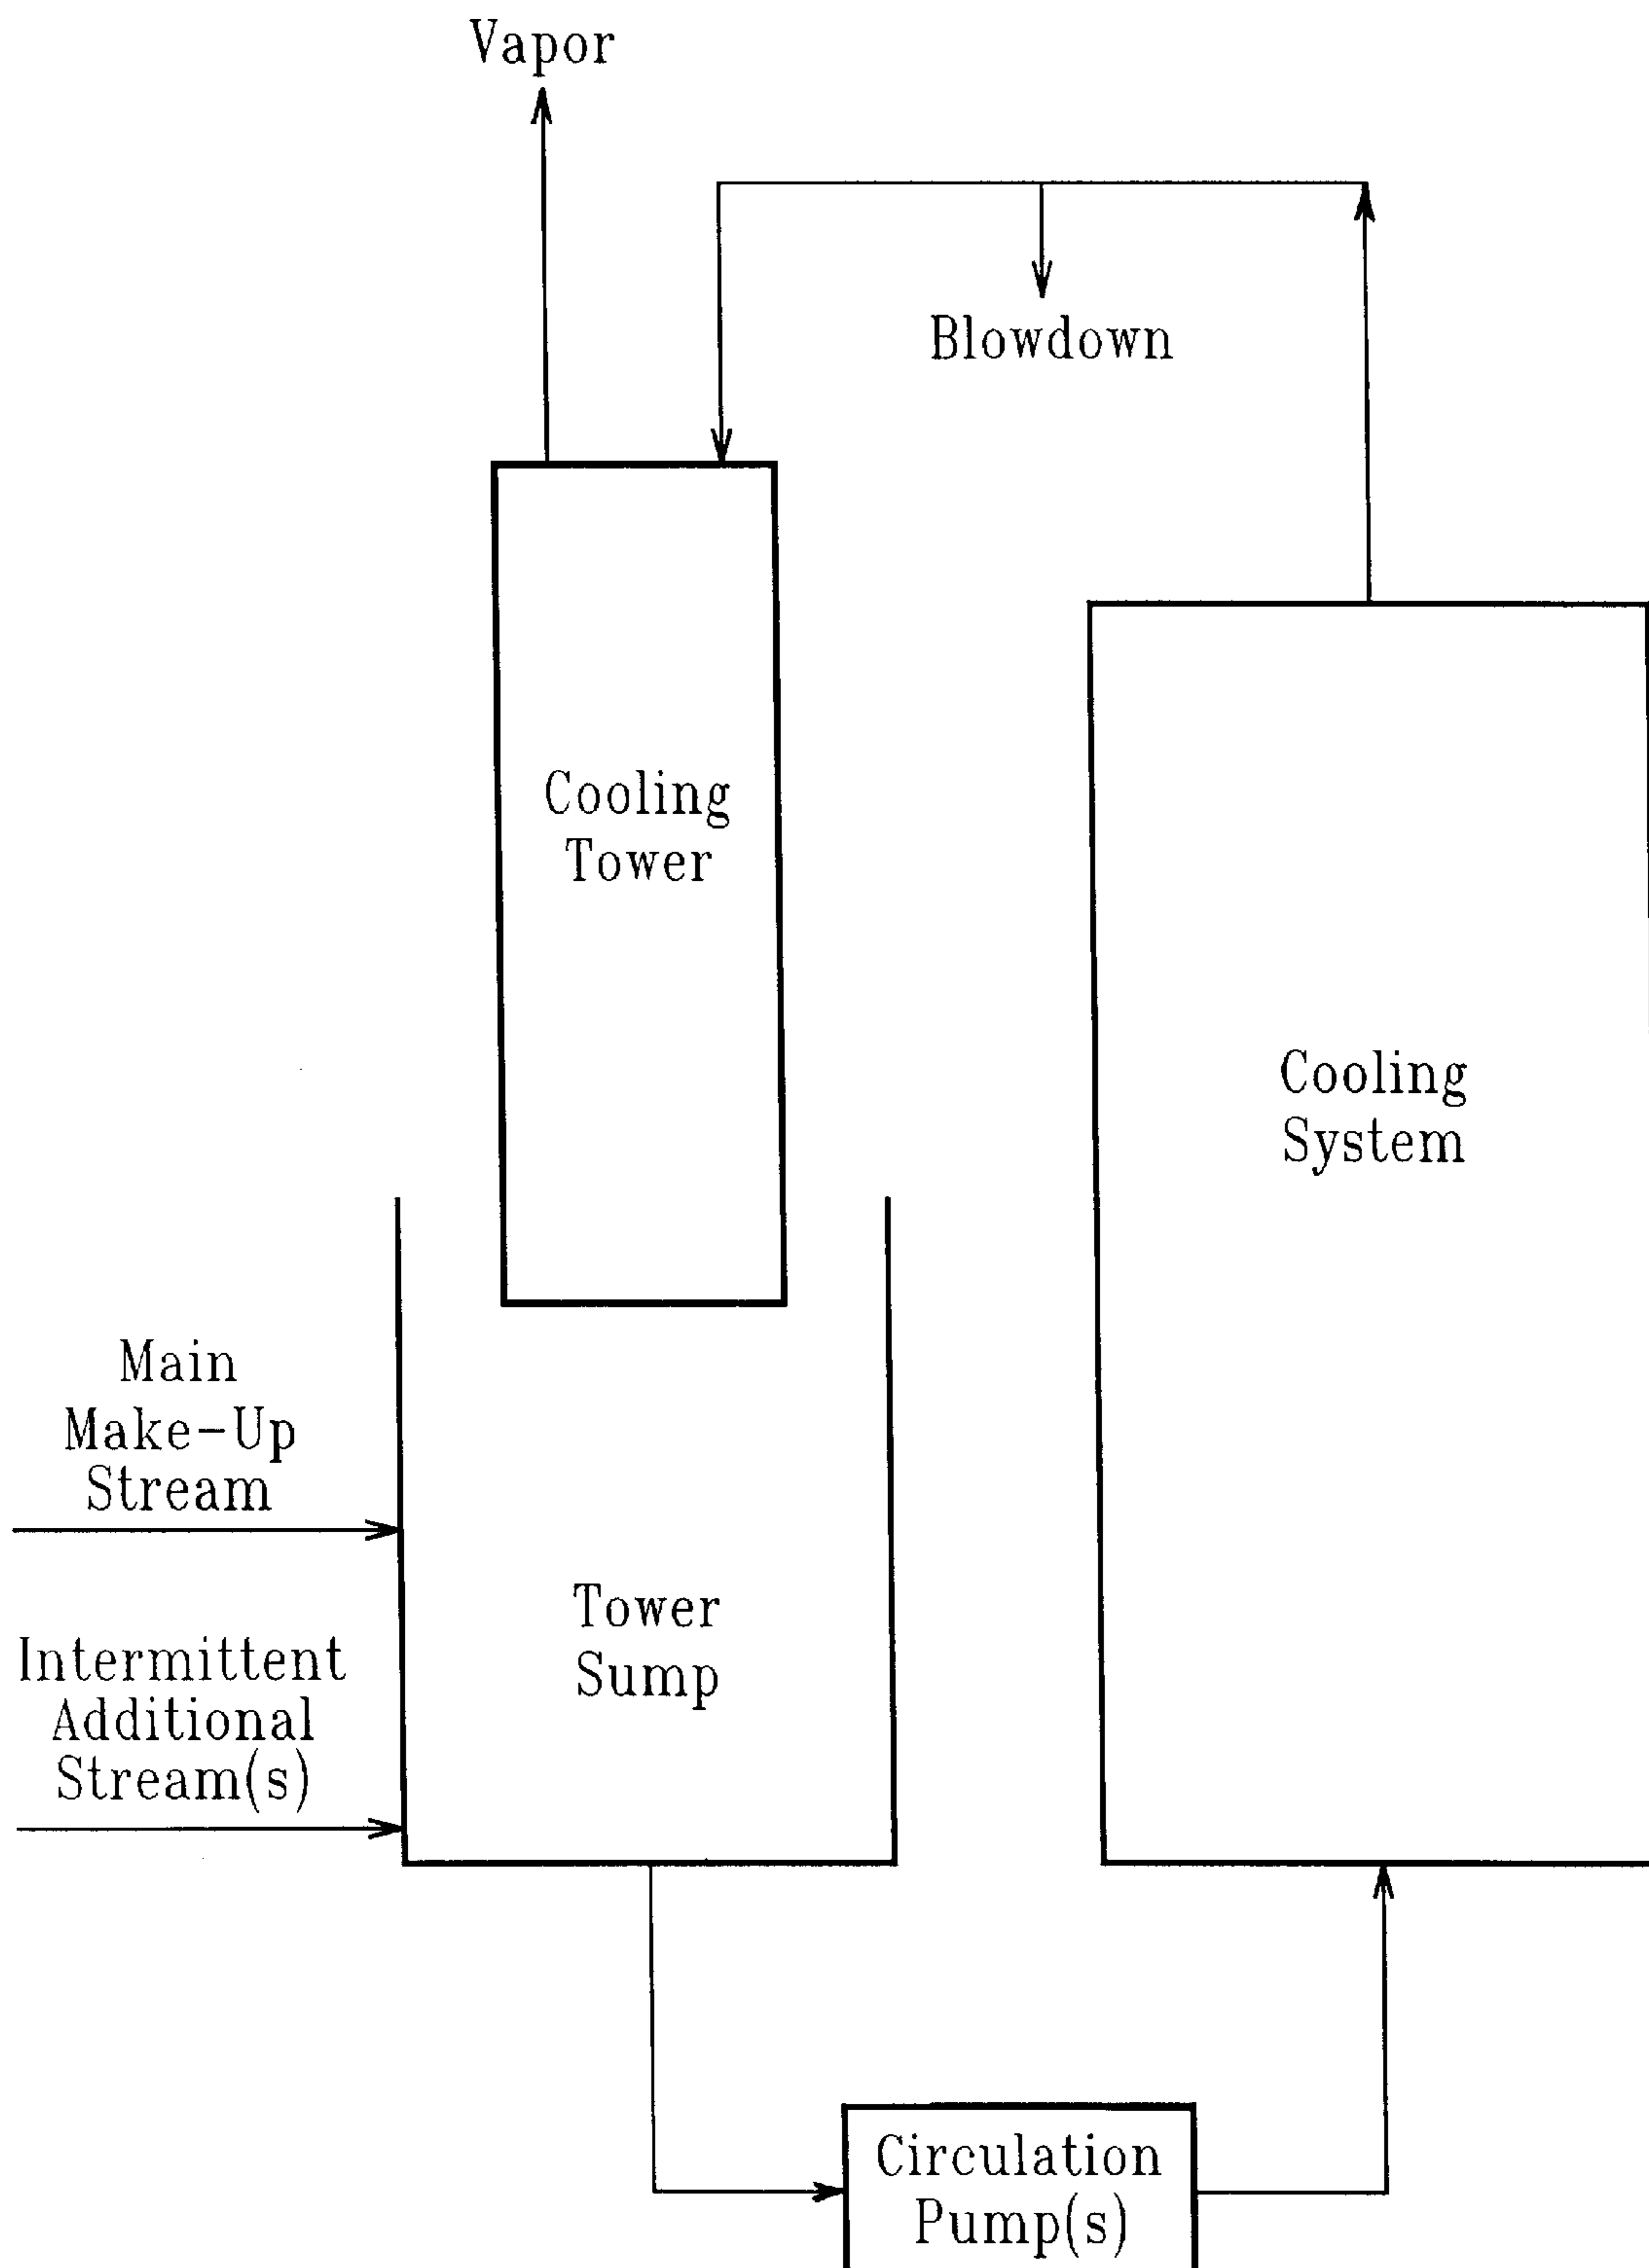 Vapor
Blowdown
Cooling
Tower
Cooling
System
Main
Make-Up
Stream
Tower
Sump
Intermittent
Additional
Stream(s)
Circulation
Pump(s)